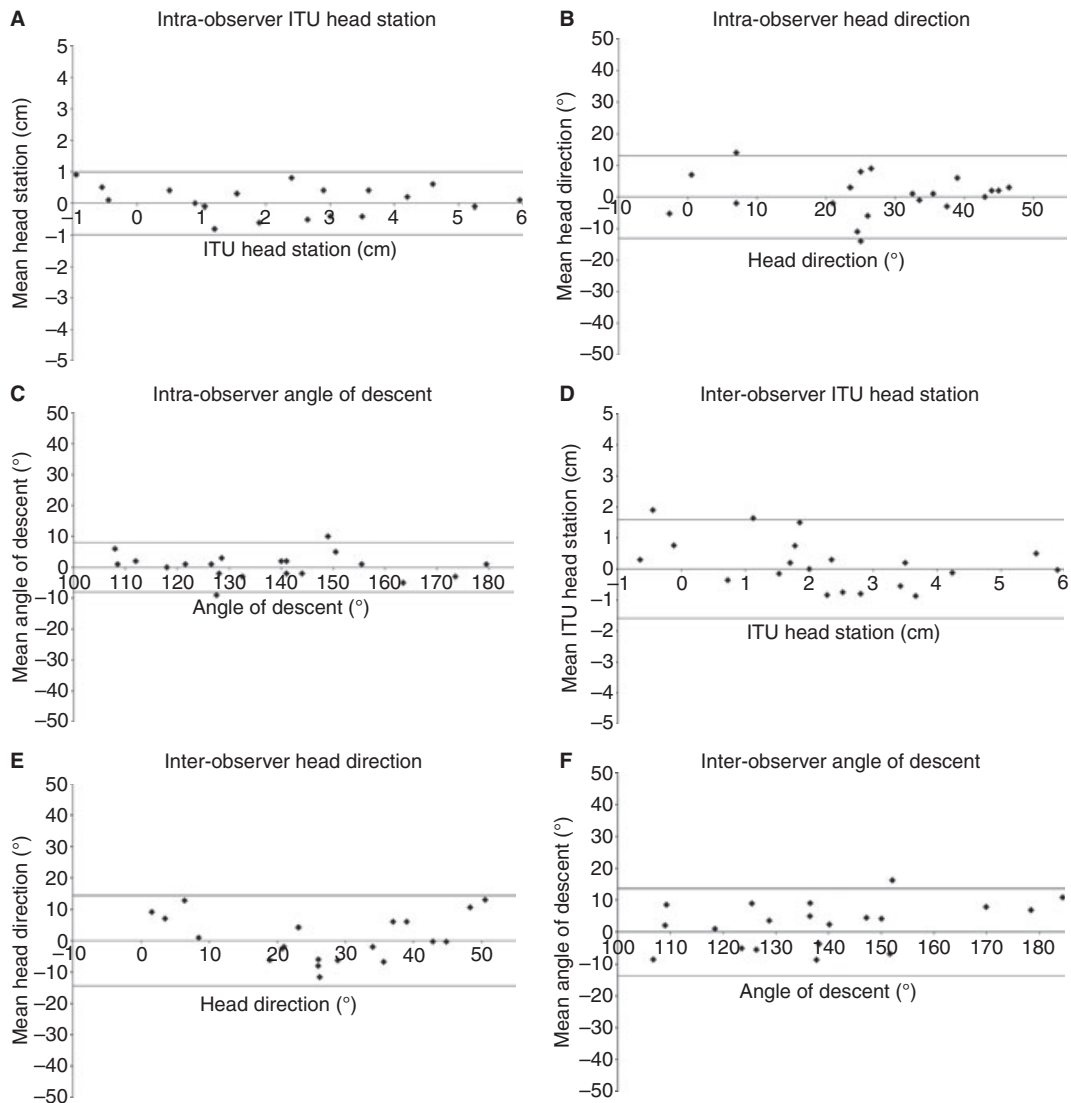 A Intra-observer ITU head station
Mean head station (cm)
5
4
3
2
1
0
–1
–2
–3
–4
–5
–1 0 1 2 3 4 5 6
ITU head station (cm)
B Intra-observer head direction
Mean head direction (°)
50
40
30
20
10
0
–10
–20
–30
–40
–50
–10 0 10 20 30 40 50
Head direction (°)
C Intra-observer angle of descent
Mean angle of descent (°)
50
40
30
20
10
0
–10
–20
–30
–40
–50
100 110 120 130 140 150 160 170 180
Angle of descent (°)
D Inter-observer ITU head station
Mean ITU head station (cm)
5
4
3
2
1
0
–1
–2
–3
–4
–5
–1 0 1 2 3 4 5 6
ITU head station (cm)
E Inter-observer head direction
Mean head direction (°)
50
40
30
20
10
0
–10
–20
–30
–40
–50
–10 0 10 20 30 40 50
Head direction (°)
F Inter-observer angle of descent
Mean angle of descent (°)
50
40
30
20
10
0
–10
–20
–30
–40
–50
100 110 120 130 140 150 160 170 180
Angle of descent (°)